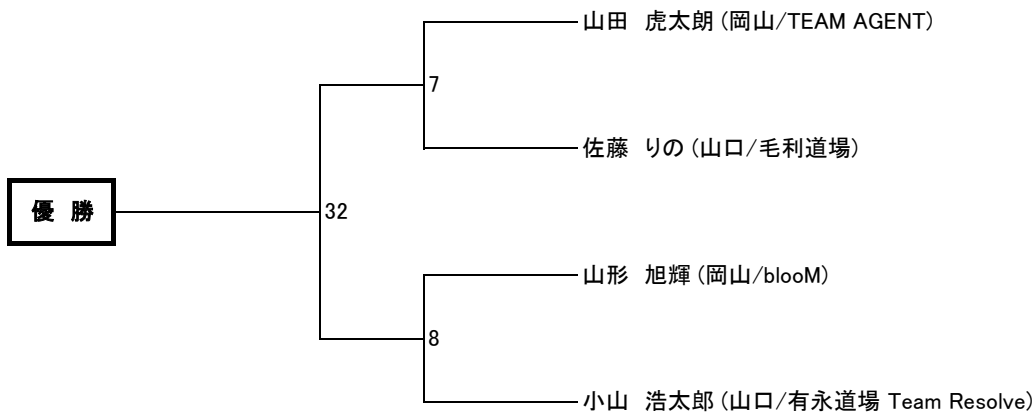 山田 虎太朗 (岡山/TEAM AGENT)
7
佐藤 りの (山口/毛利道場)
優 勝
32
山形 旭輝 (岡山/blooM)
8
小山 浩太郎 (山口/有永道場 Team Resolve)